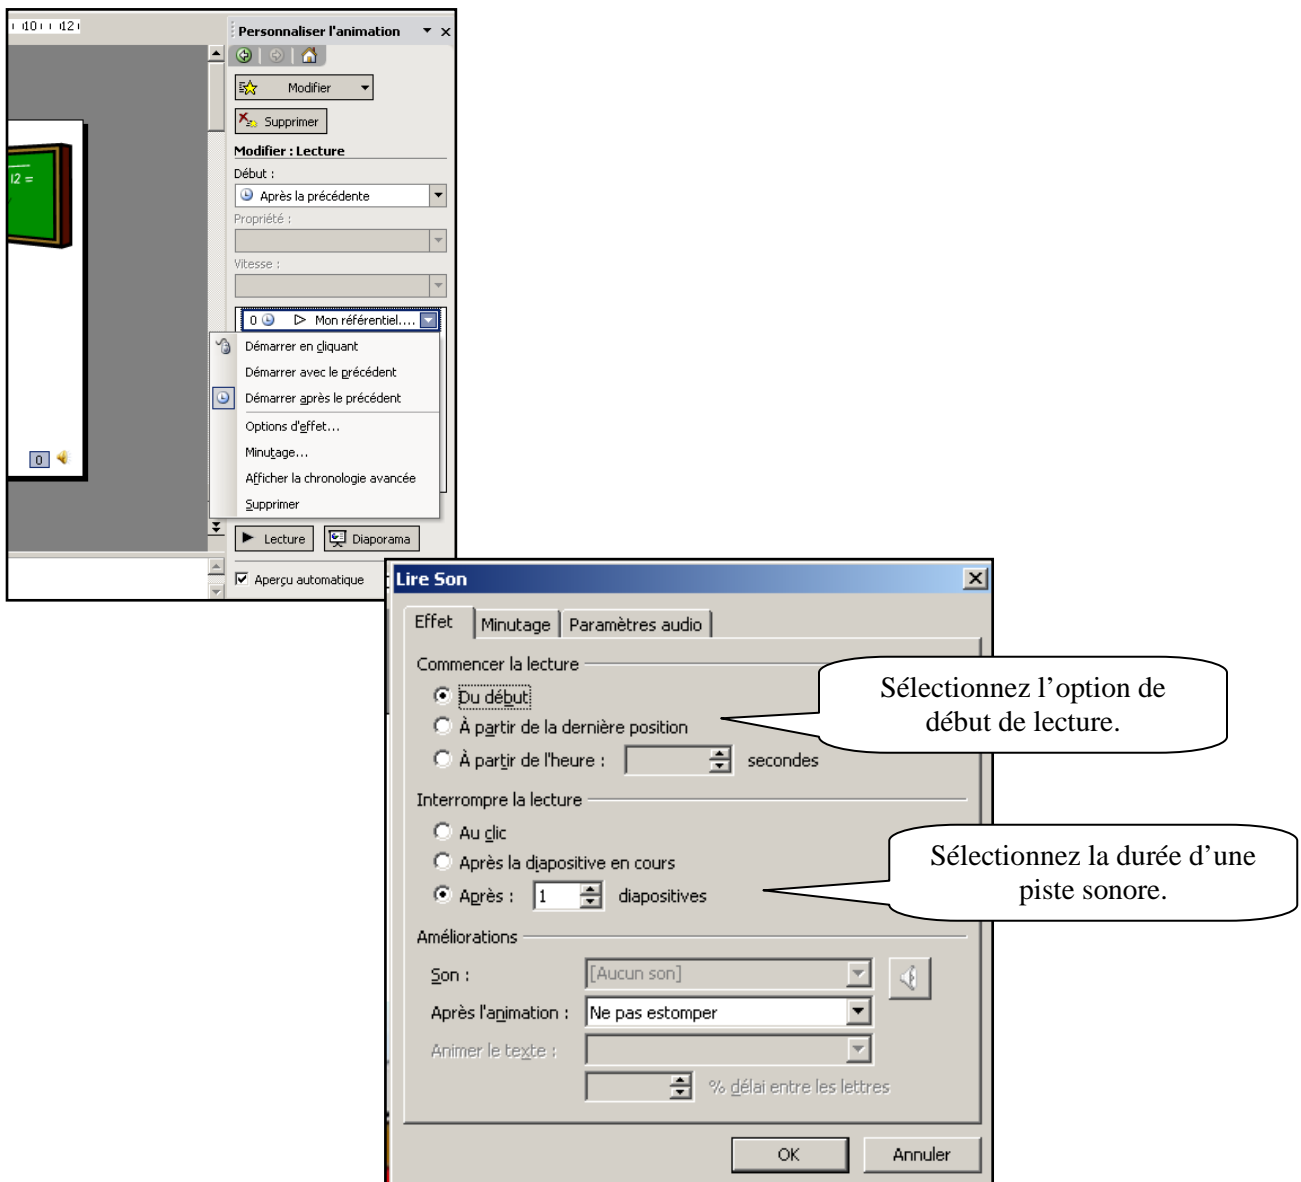 10 12
Personnaliser l'animation
Modifier
Supprimer
Modifier : Lecture
Début :
Après la précédente
Propriété :
Vitesse :
0 Mon référentiel....
Démarrer en cliquant
Démarrer avec le précédent
Démarrer après le précédent
Options d'effet...
Minutage...
Afficher la chronologie avancée
Supprimer
Lecture Diaporama
Aperçu automatique
12 =
0
Lire Son
Effet Minutage Paramètres audio
Commencer la lecture
Du début
À partir de la dernière position
À partir de l'heure : secondes
Sélectionnez l’option de
début de lecture.
Interrompre la lecture
Au clic
Après la diapositive en cours
Après : 1 diapositives
Sélectionnez la durée d’une
piste sonore.
Améliorations
Son : [Aucun son]
Après l'animation : Ne pas estomper
Animer le texte :
% délai entre les lettres
OK Annuler